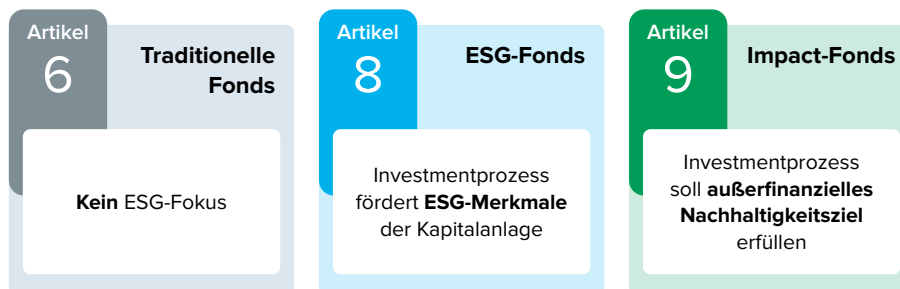 Artikel
6
Traditionelle
Fonds
Kein ESG-Fokus
Artikel
8
ESG-Fonds
Investmentprozess
fördert ESG-Merkmale
der Kapitalanlage
Artikel
9
Impact-Fonds
Investmentprozess
soll außerfinanzielles
Nachhaltigkeitsziel
erfüllen